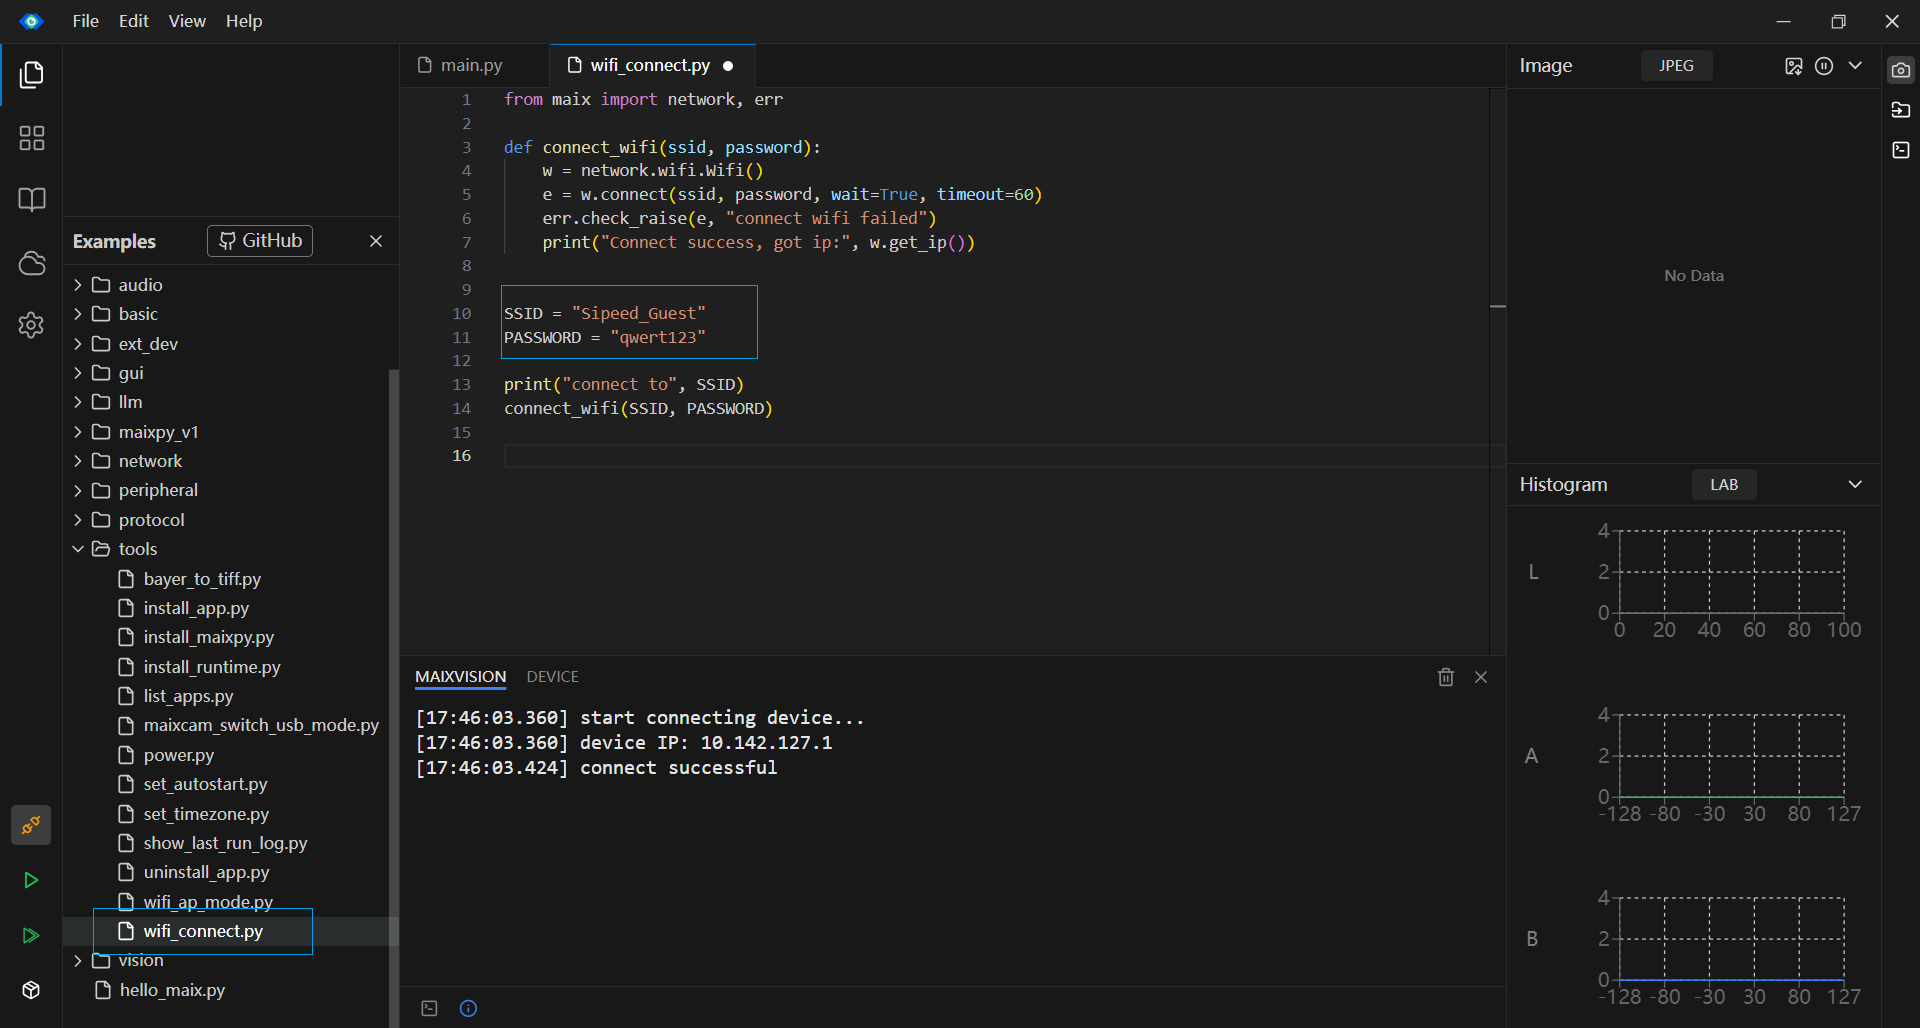 File Edit View Help
Examples GitHub
audio
basic
ext_dev
gui
llm
maixpy_v1
network
peripheral
protocol
tools
bayer_to_tiff.py
install_app.py
install_maixpy.py
install_runtime.py
list_apps.py
maixcam_switch_usb_mode.py
power.py
set_autostart.py
set_timezone.py
show_last_run_log.py
uninstall_app.py
wifi_ap_mode.py
wifi_connect.py
vision
hello_maix.py
main.py wifi_connect.py
1 from maix import network, err
2
3 def connect_wifi(ssid, password):
4 w = network.wifi.Wifi()
5 e = w.connect(ssid, password, wait=True, timeout=60)
6 err.check_raise(e, "connect wifi failed")
7 print("Connect success, got ip:", w.get_ip())
8
9
10 SSID = "Sipeed_Guest"
11 PASSWORD = "qwert123"
12
13 print("connect to", SSID)
14 connect_wifi(SSID, PASSWORD)
15
16
MAIXVISION DEVICE
[17:46:03.360] start connecting device...
[17:46:03.360] device IP: 10.142.127.1
[17:46:03.424] connect successful
Image JPEG
No Data
Histogram LAB
L
4
2
0
0 20 40 60 80 100
A
4
2
0
-128 -80 -30 30 80 127
B
4
2
0
-128 -80 -30 30 80 127